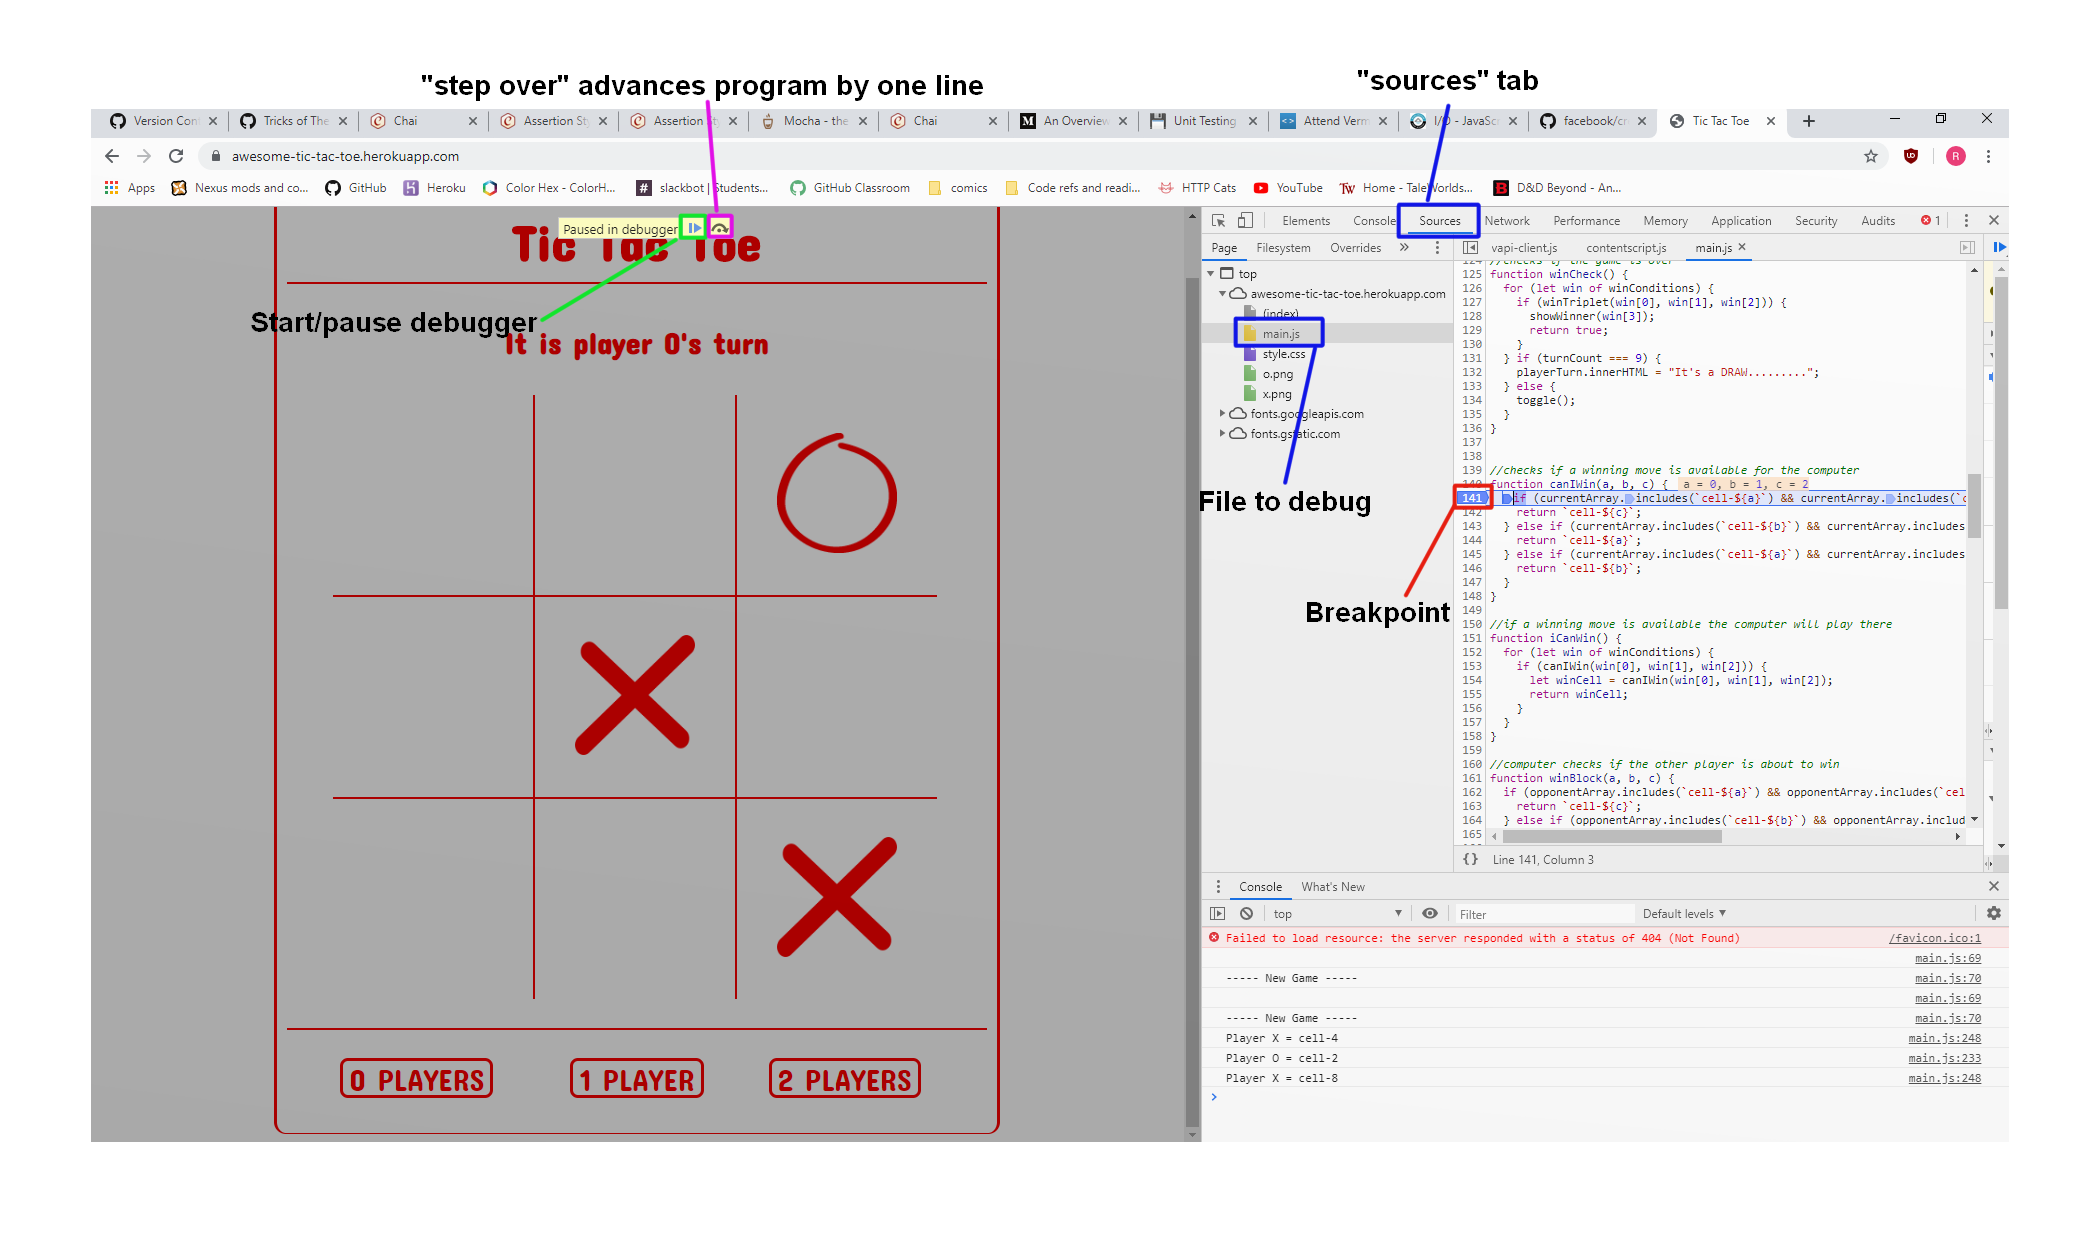 "step over" advances program by one line
"sources" tab
Version Con
Tricks of The
Chai
Assertion Sty
Assertion Sty
Mocha - the
Chai
An Overview
Unit Testing
Attend Verm
I/O - JavaSc
facebook/cr
Tic Tac Toe
awesome-tic-tac-toe.herokuapp.com
Apps
Nexus mods and co...
GitHub
Heroku
Color Hex - ColorH...
slackbot | Students...
GitHub Classroom
comics
Code refs and readi...
HTTP Cats
YouTube
Home - TaleWorlds...
D&D Beyond - An...
Paused in debugger
Tic Tac Toe
Start/pause debugger
It is player O's turn
0 PLAYERS
1 PLAYER
2 PLAYERS
Elements Console Sources Network Performance Memory Application Security Audits 1
Page Filesystem Overrides »
vapi-client.js contentscript.js main.js
top
awesome-tic-tac-toe.herokuapp.com
(index)
main.js
style.css
o.png
x.png
fonts.googleapis.com
fonts.gstatic.com
File to debug
Breakpoint
124 //checks if the game is over
125 function winCheck() {
126 for (let win of winConditions) {
127 if (winTriplet(win[0], win[1], win[2])) {
128 showWinner(win[3]);
129 return true;
130 }
131 } if (turnCount === 9) {
132 playerTurn.innerHTML = "It's a DRAW.........";
133 } else {
134 toggle();
135 }
136 }
137
138
139 //checks if a winning move is available for the computer
140 function canIWin(a, b, c) { a = 0, b = 1, c = 2
141 if (currentArray.includes(`cell-${a}`) && currentArray.includes(`c
142 return `cell-${c}`;
143 } else if (currentArray.includes(`cell-${b}`) && currentArray.includes
144 return `cell-${a}`;
145 } else if (currentArray.includes(`cell-${a}`) && currentArray.includes
146 return `cell-${b}`;
147 }
148 }
149
150 //if a winning move is available the computer will play there
151 function iCanWin() {
152 for (let win of winConditions) {
153 if (canIWin(win[0], win[1], win[2])) {
154 let winCell = canIWin(win[0], win[1], win[2]);
155 return winCell;
156 }
157 }
158 }
159
160 //computer checks if the other player is about to win
161 function winBlock(a, b, c) {
162 if (opponentArray.includes(`cell-${a}`) && opponentArray.includes(`cel
163 return `cell-${c}`;
164 } else if (opponentArray.includes(`cell-${b}`) && opponentArray.includ
165
{} Line 141, Column 3
Console What's New
top Filter Default levels
Failed to load resource: the server responded with a status of 404 (Not Found) /favicon.ico:1
main.js:69
----- New Game ----- main.js:70
main.js:69
----- New Game ----- main.js:70
Player X = cell-4 main.js:248
Player O = cell-2 main.js:233
Player X = cell-8 main.js:248